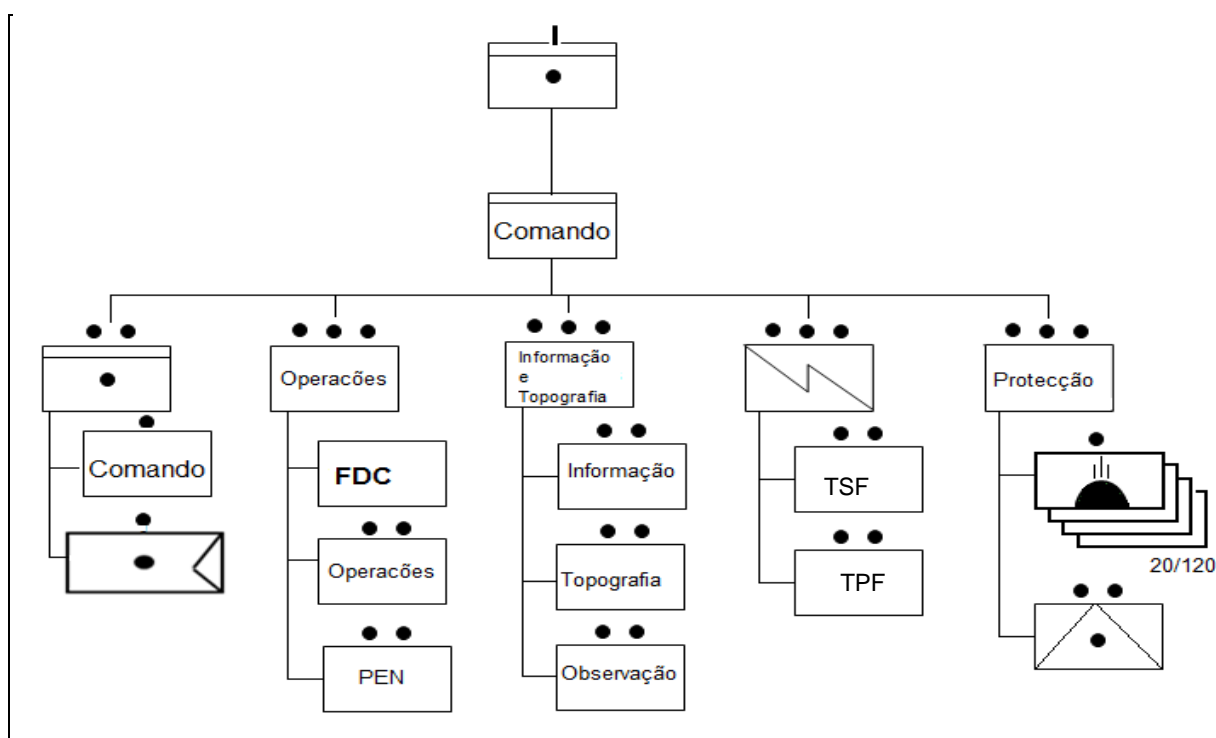 Comando
Operacões
Informação
e
Topografia
Protecção
Comando
FDC
Informação
TSF
20/120
Operacões
Topografia
TPF
PEN
Observação